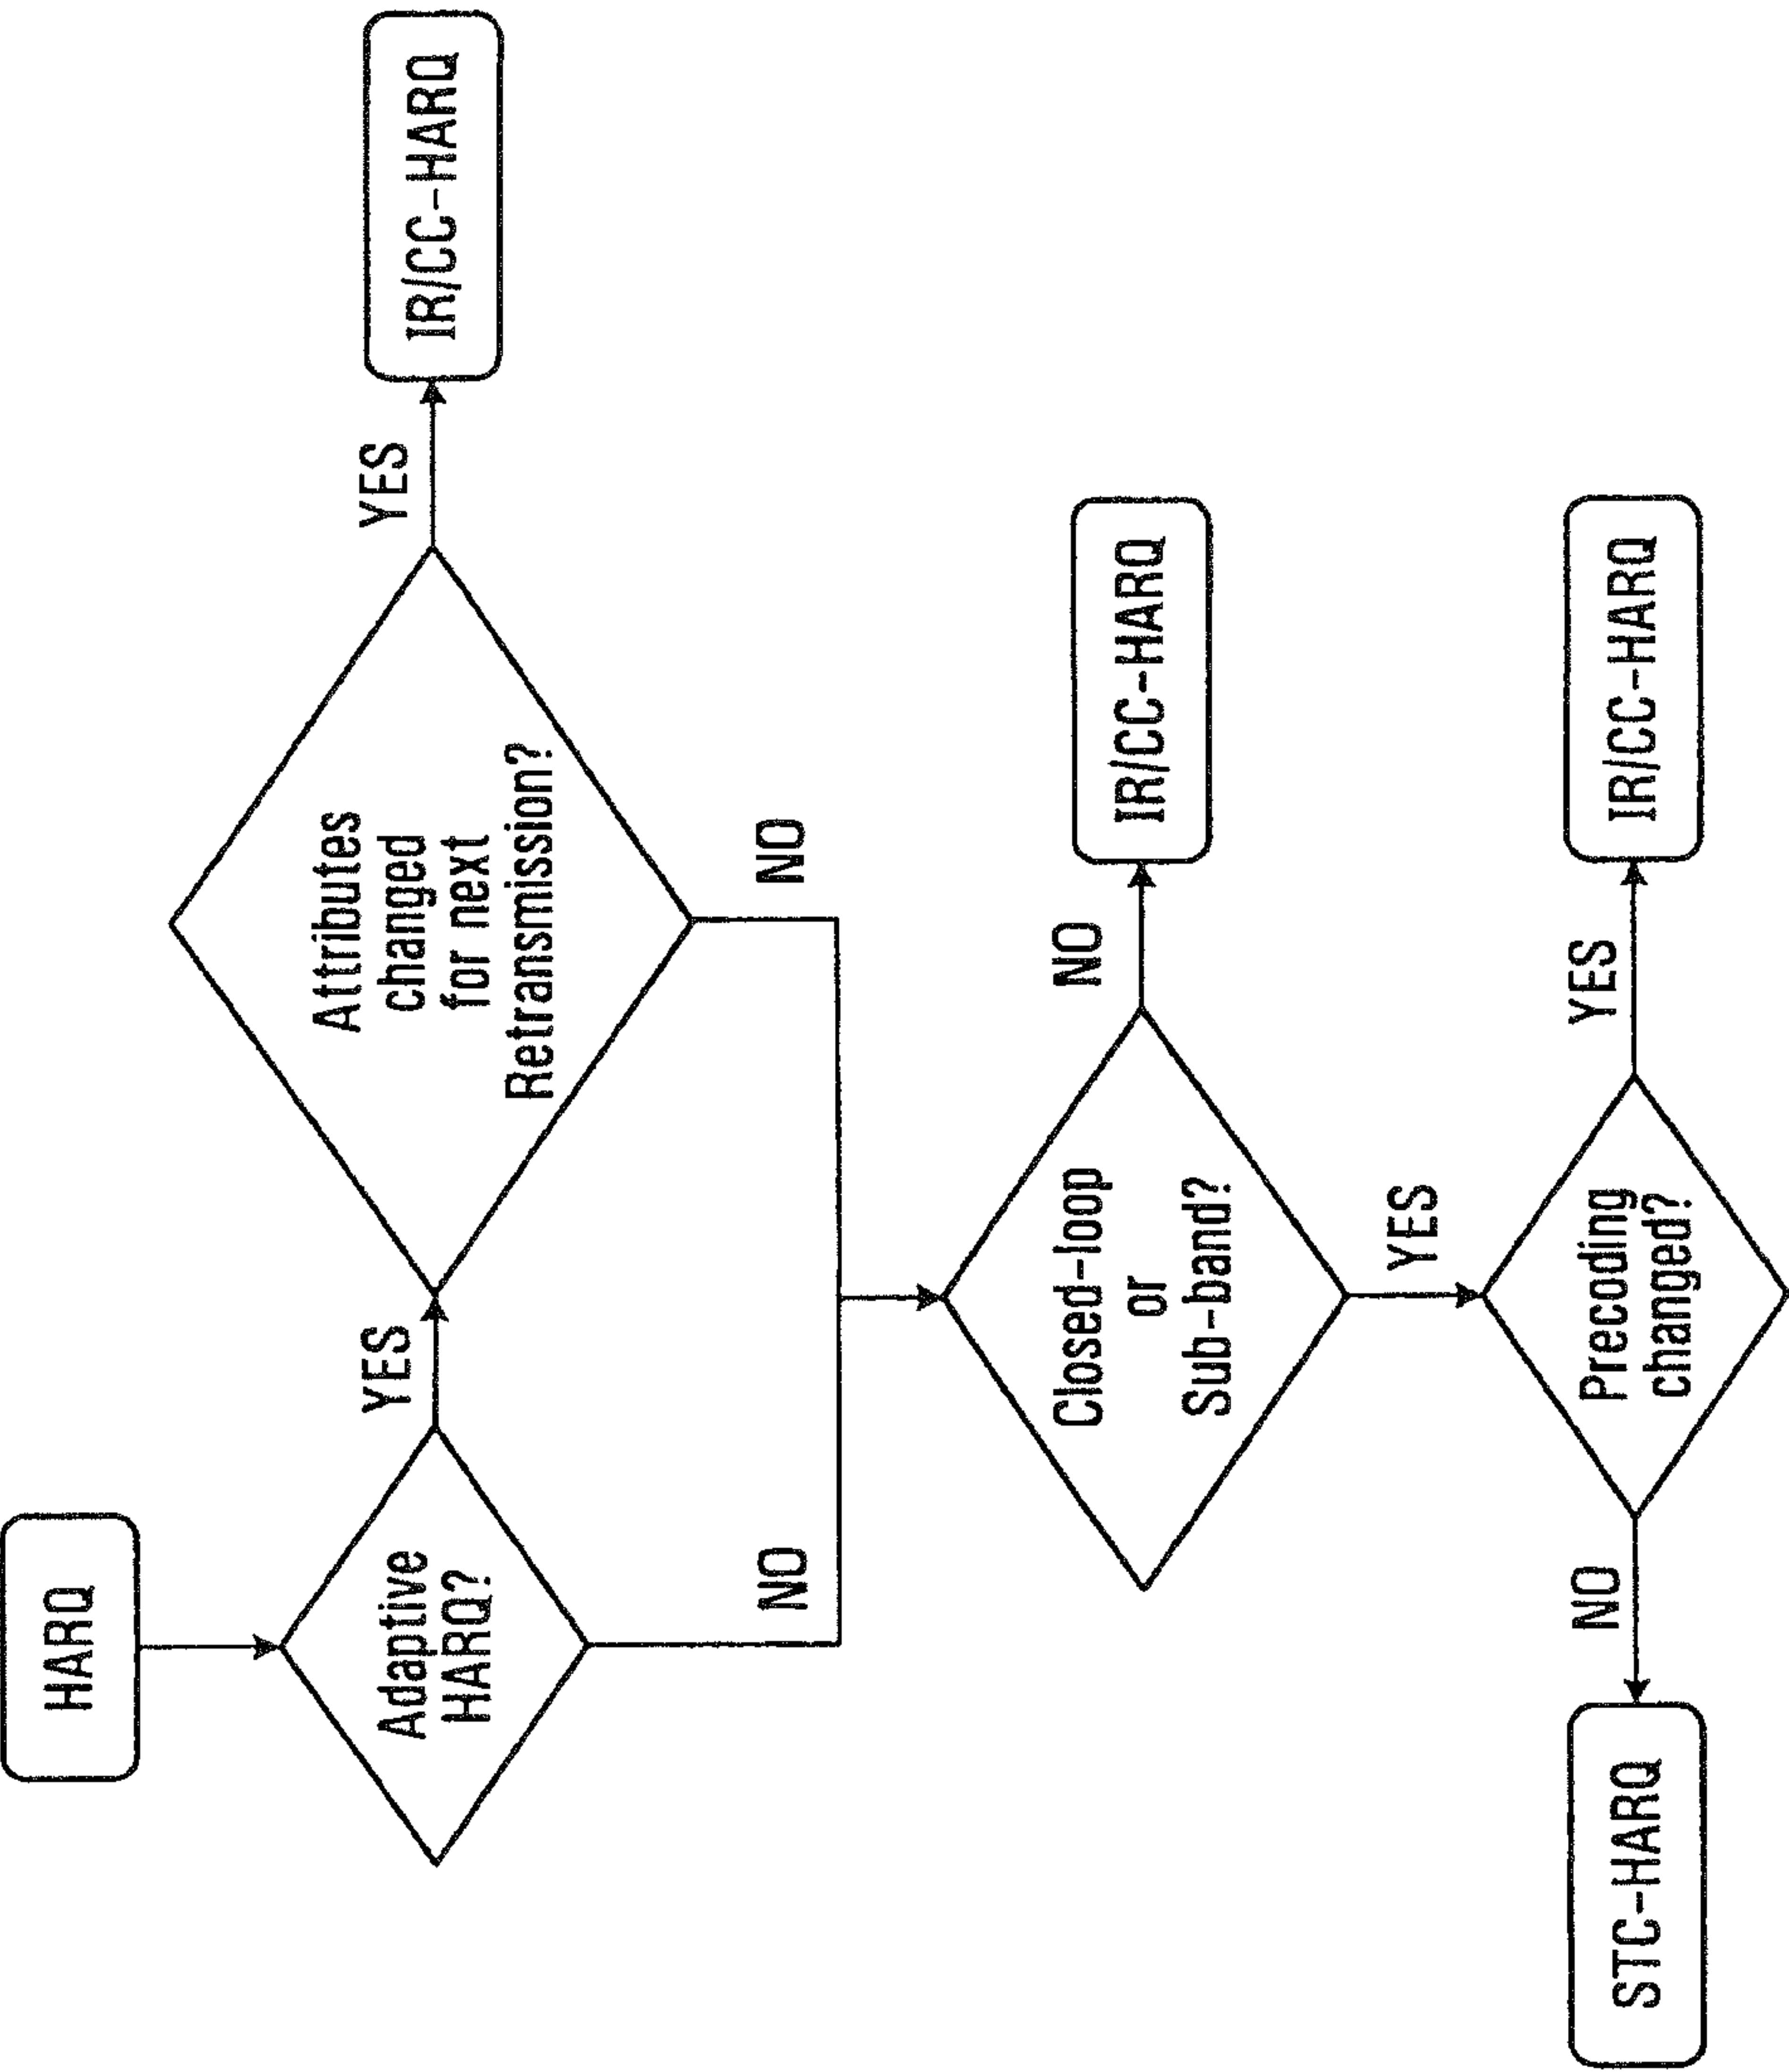 HARQ
Adaptive
HARQ?
YES
Attributes
changed
for next
Retransmission?
YES
IR/CC-HARQ
NO
NO
Closed-loop
or
Sub-band?
NO
IR/CC-HARQ
YES
Precoding
changed?
YES
IR/CC-HARQ
NO
STC-HARQ